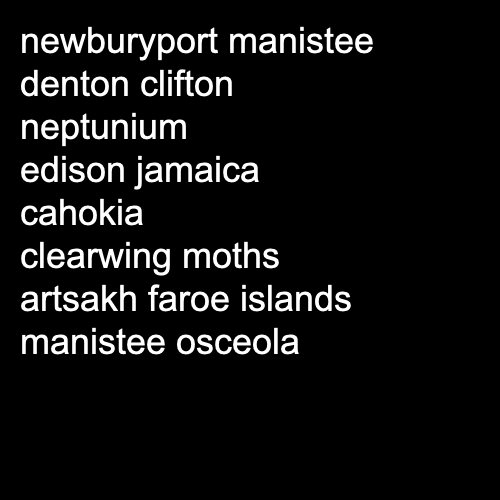 newburyport manistee
denton clifton
neptunium
edison jamaica
cahokia
clearwing moths
artsakh faroe islands
manistee osceola